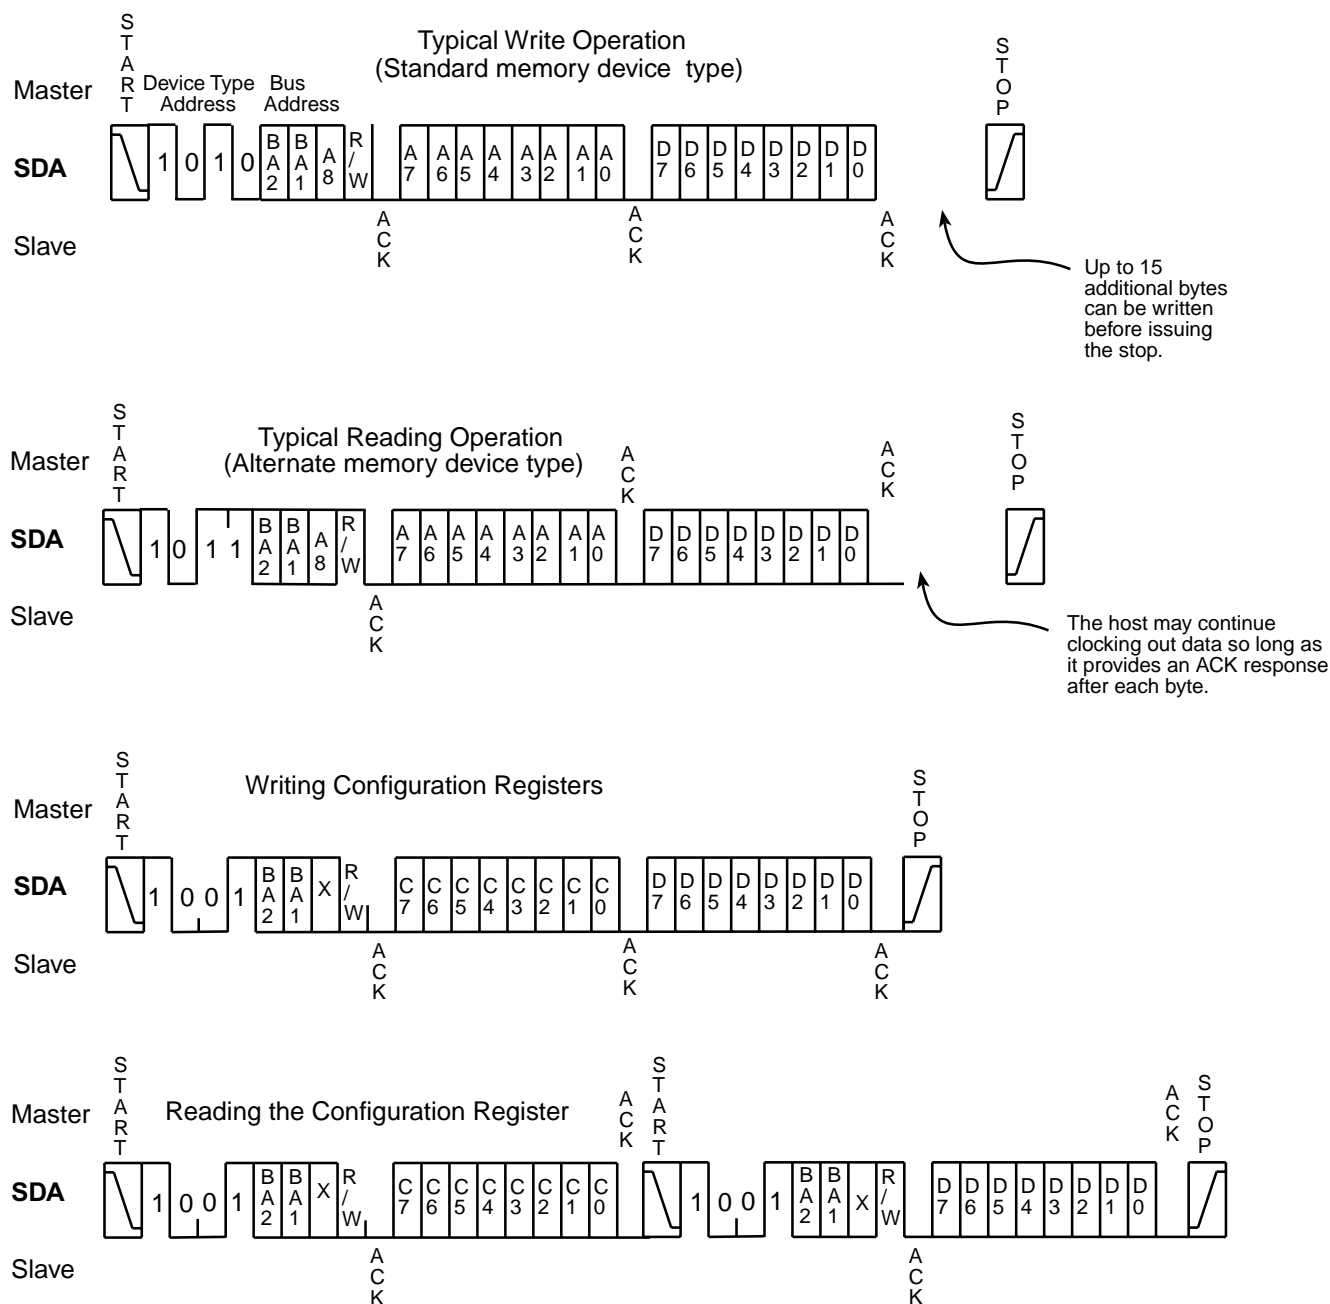 START
Typical Write Operation
(Standard memory device type)
STOP
Master
Device Type
Address
Bus
Address
SDA
1 0 1 0 BA2 BA1 A8 R/W A7 A6 A5 A4 A3 A2 A1 A0 D7 D6 D5 D4 D3 D2 D1 D0
Slave
ACK ACK ACK
Up to 15
additional bytes
can be written
before issuing
the stop.
START
Typical Reading Operation
(Alternate memory device type)
ACK ACK
STOP
Master
SDA
1 0 1 1 BA2 BA1 A8 R/W A7 A6 A5 A4 A3 A2 A1 A0 D7 D6 D5 D4 D3 D2 D1 D0
Slave
ACK
The host may continue
clocking out data so long as
it provides an ACK response
after each byte.
START
Writing Configuration Registers
STOP
Master
SDA
1 0 0 1 BA2 BA1 X R/W C7 C6 C5 C4 C3 C2 C1 C0 D7 D6 D5 D4 D3 D2 D1 D0
Slave
ACK ACK ACK
START
Reading the Configuration Register
ACK START ACK STOP
Master
SDA
1 0 0 1 BA2 BA1 X R/W C7 C6 C5 C4 C3 C2 C1 C0 1 0 0 1 BA2 BA1 X R/W D7 D6 D5 D4 D3 D2 D1 D0
Slave
ACK ACK